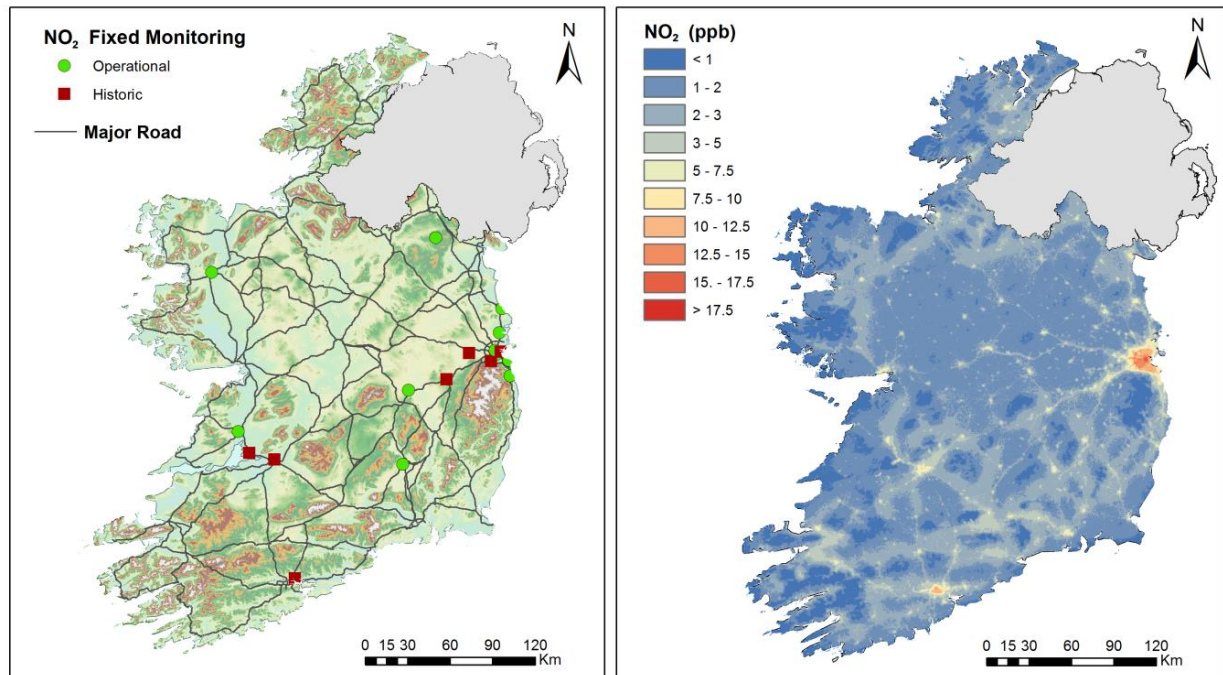 NO₂ Fixed Monitoring
Operational
Historic
Major Road
N
0 15 30 60 90 120
Km
NO₂ (ppb)
< 1
1 - 2
2 - 3
3 - 5
5 - 7.5
7.5 - 10
10 - 12.5
12.5 - 15
15. - 17.5
> 17.5
N
0 15 30 60 90 120
Km